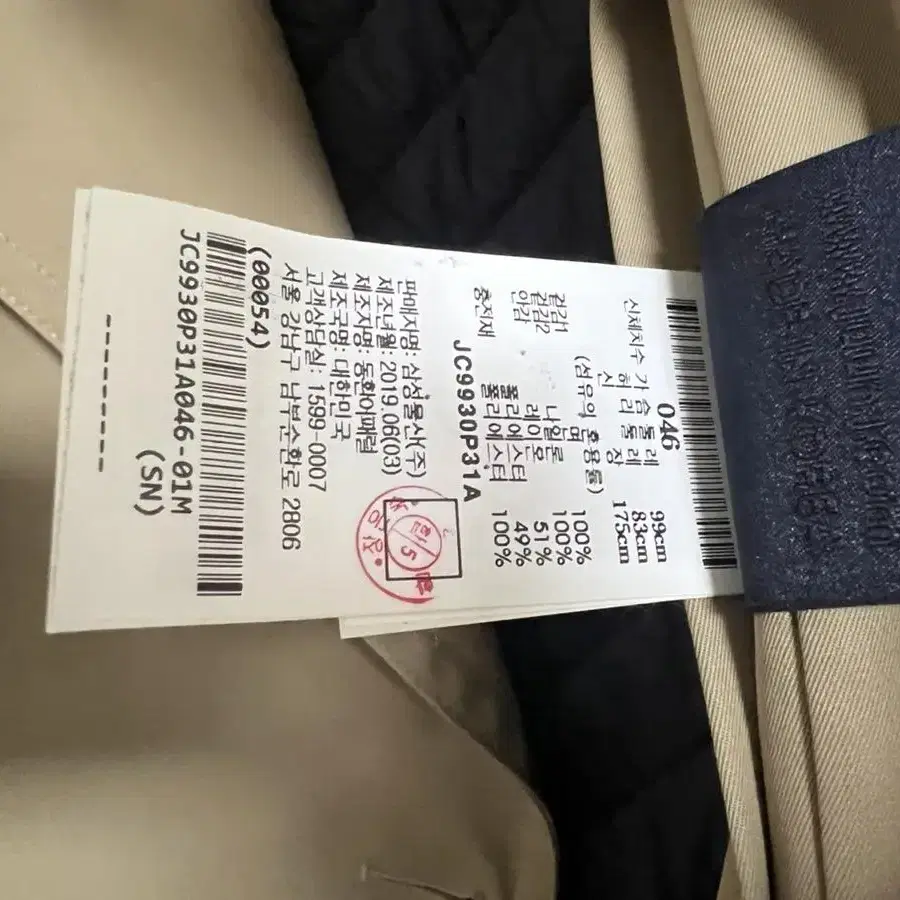 046
신체치수 가슴둘레 99cm
허리둘레 83cm
신 장 175cm
(섬유의 혼용률)
겉감1 면 100%
겉감2 나일론 100%
안감 레이온 51%
폴리에스터 49%
충전재 폴리에스터 100%
JC9930P31A
판매자명: 삼성물산(주)
제조년월: 2019.06(03)
제조자명: 동환어패럴
제조국명: 대한민국
고객상담실: 1599-0007
서울 강남구 남부순환로 2806
(00054)
JC9930P31A046-01M
(SN)
--------
5